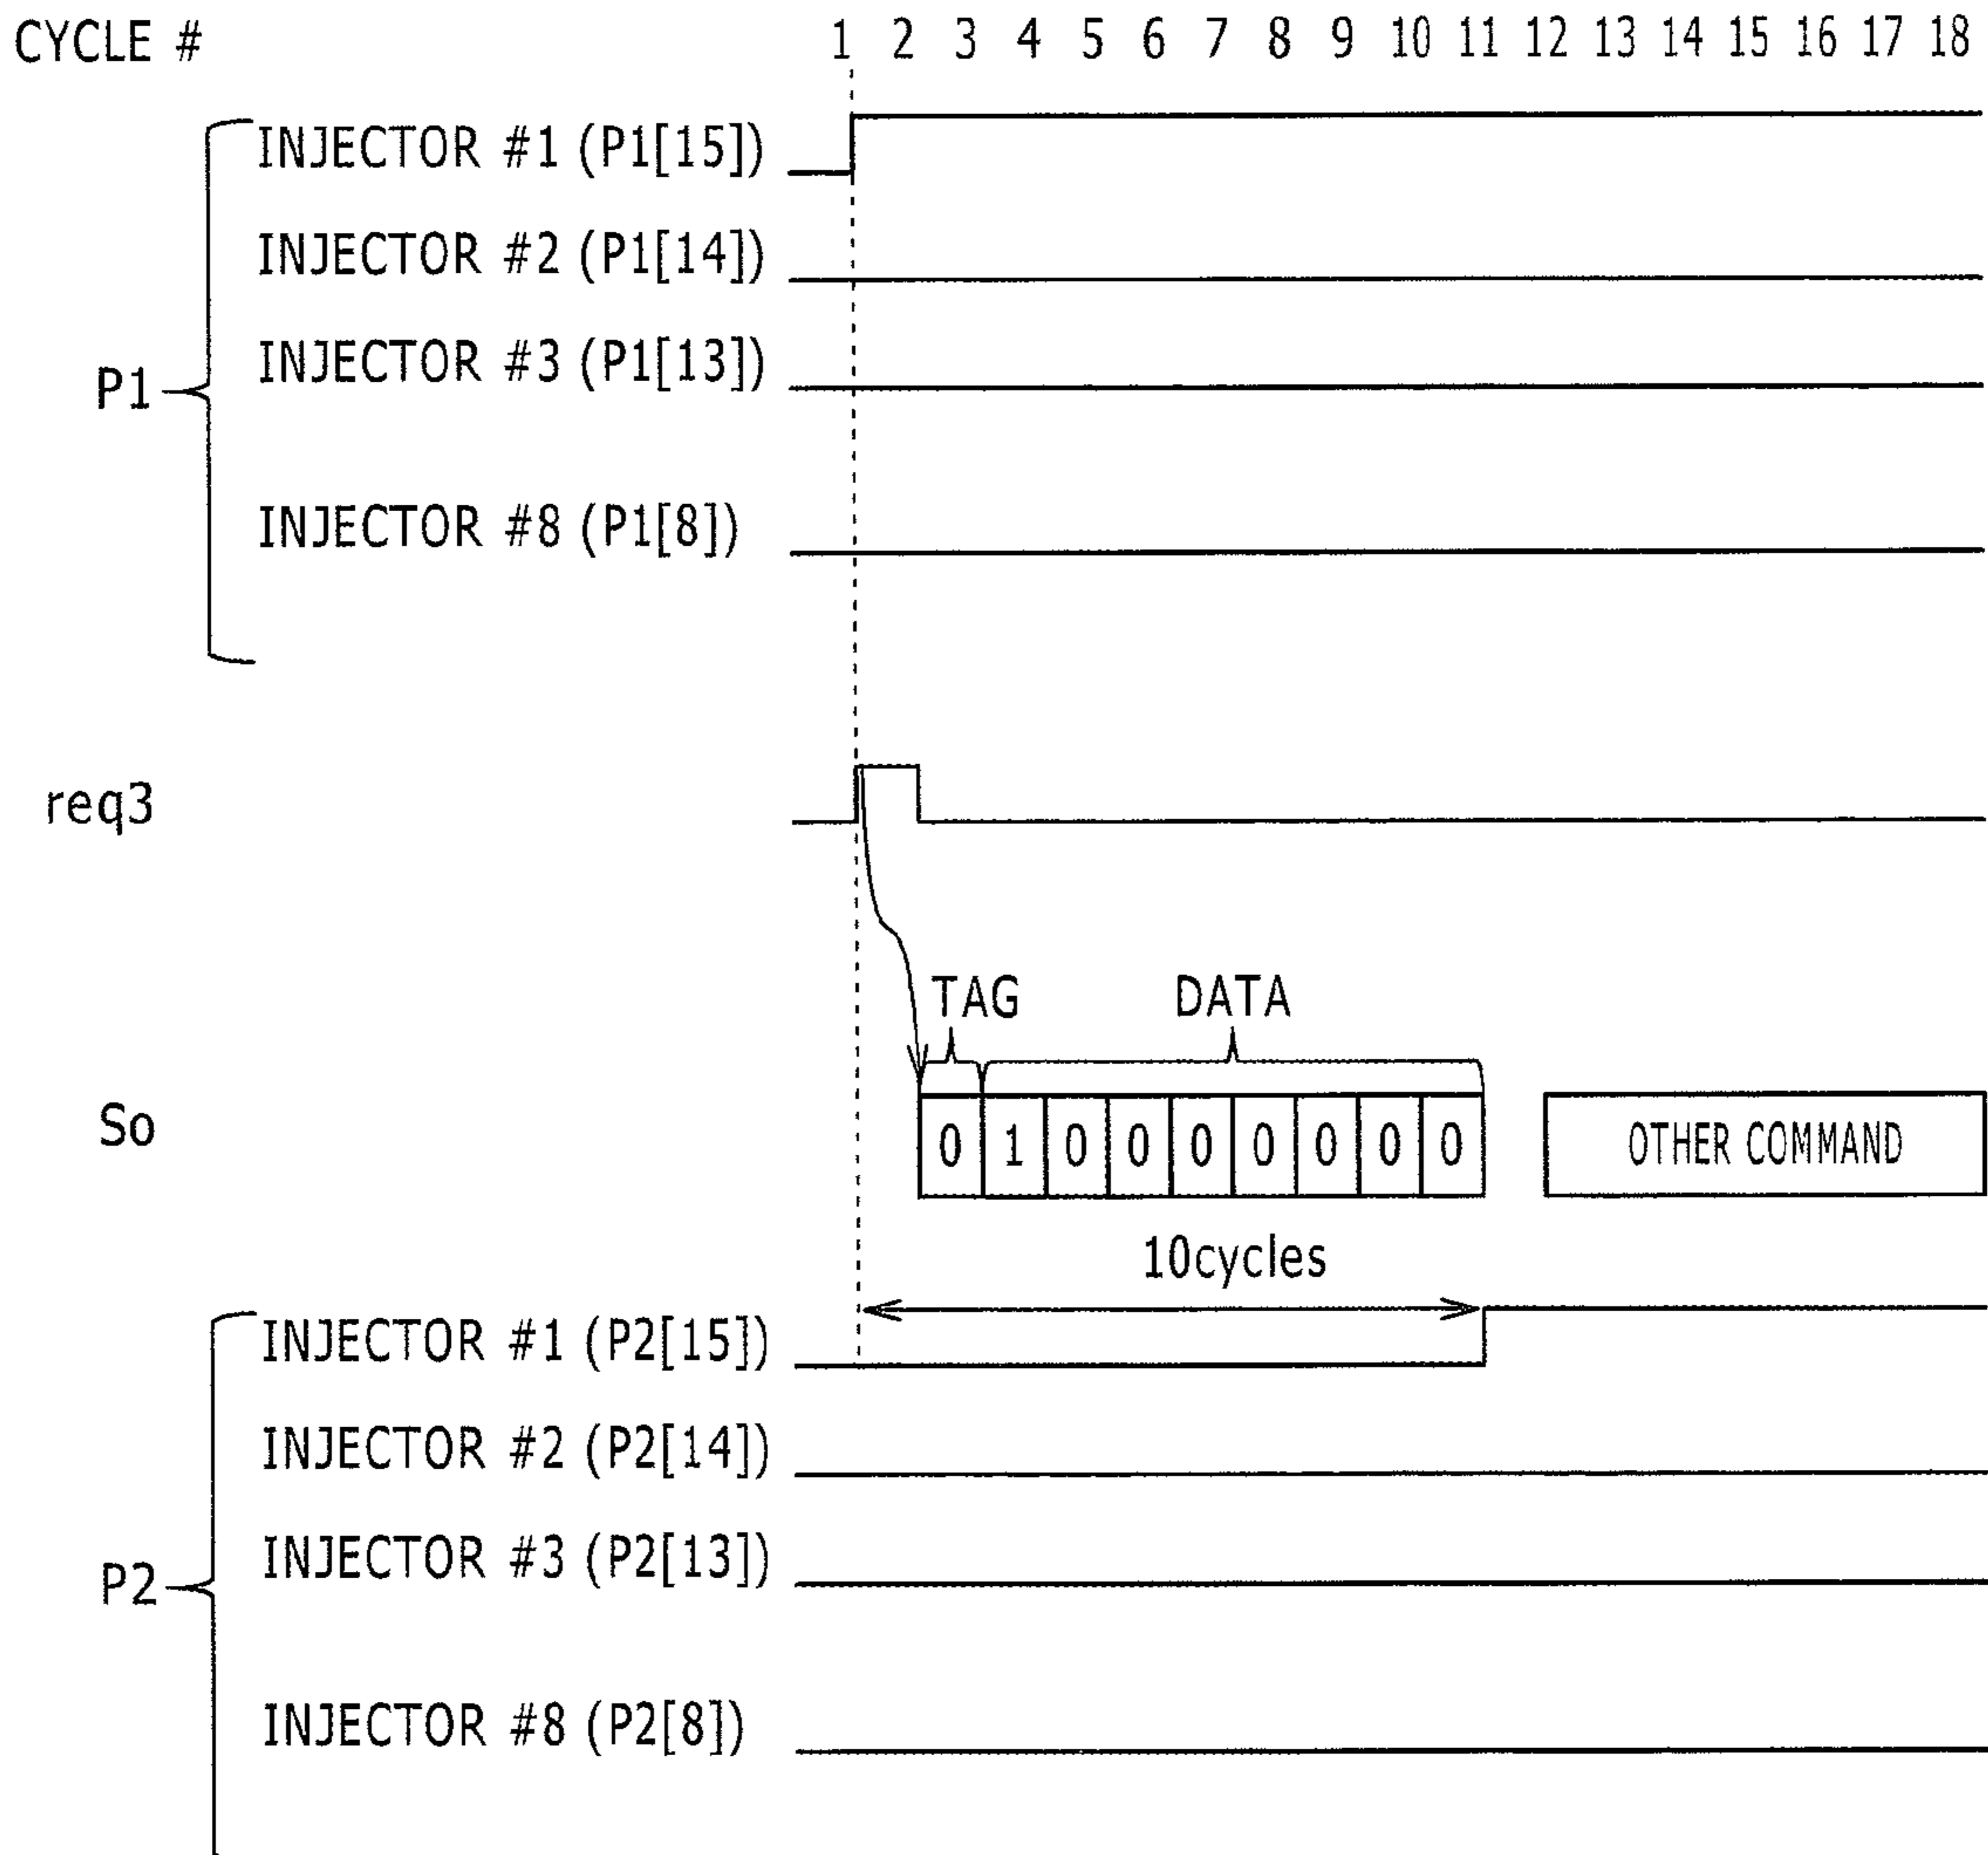 CYCLE # 1 2 3 4 5 6 7 8 9 10 11 12 13 14 15 16 17 18
INJECTOR #1 (P1[15])
INJECTOR #2 (P1[14])
INJECTOR #3 (P1[13])
P1
INJECTOR #8 (P1[8])
req3
TAG DATA
So 0 1 0 0 0 0 0 0 0 OTHER COMMAND
10cycles
INJECTOR #1 (P2[15])
INJECTOR #2 (P2[14])
INJECTOR #3 (P2[13])
P2
INJECTOR #8 (P2[8])